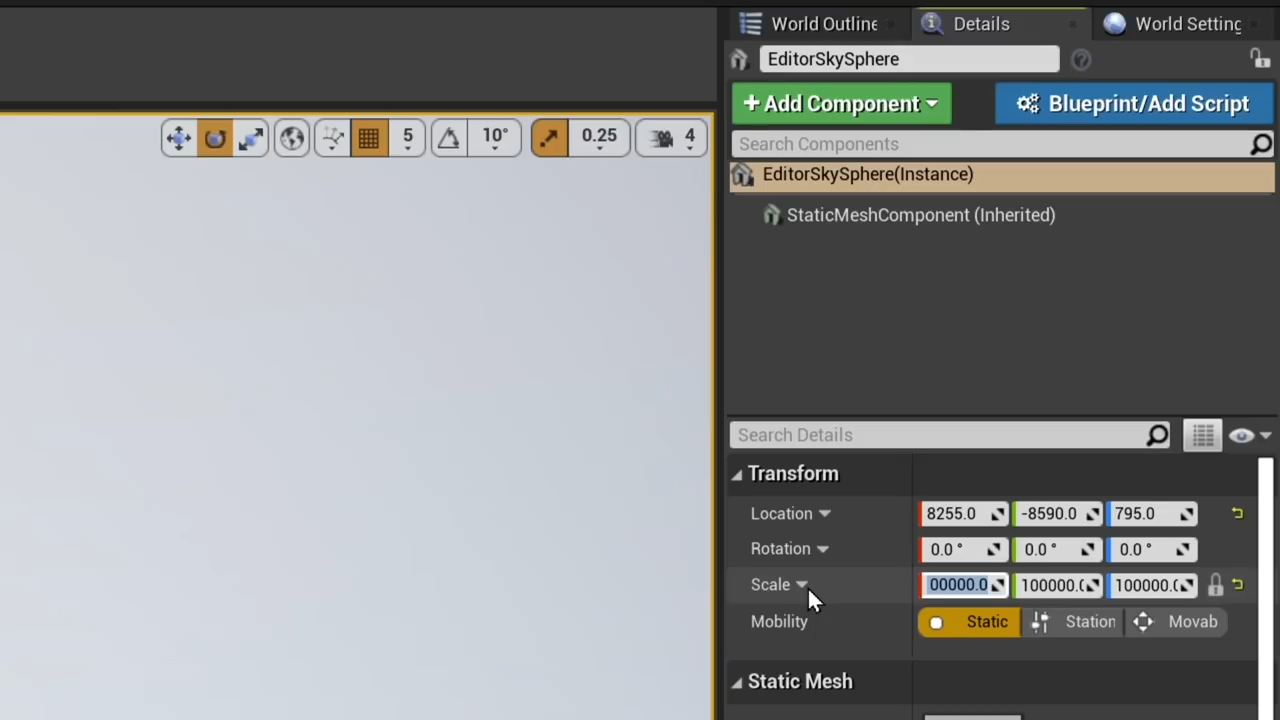 World Outline
Details
World Setting
EditorSkySphere
+ Add Component
Blueprint/Add Script
5
10°
0.25
4
Search Components
EditorSkySphere(Instance)
StaticMeshComponent (Inherited)
Search Details
Transform
Location 8255.0 -8590.0 795.0
Rotation 0.0 ° 0.0 ° 0.0 °
Scale 00000.0 100000.0 100000.0
Mobility Static Station Movab
Static Mesh